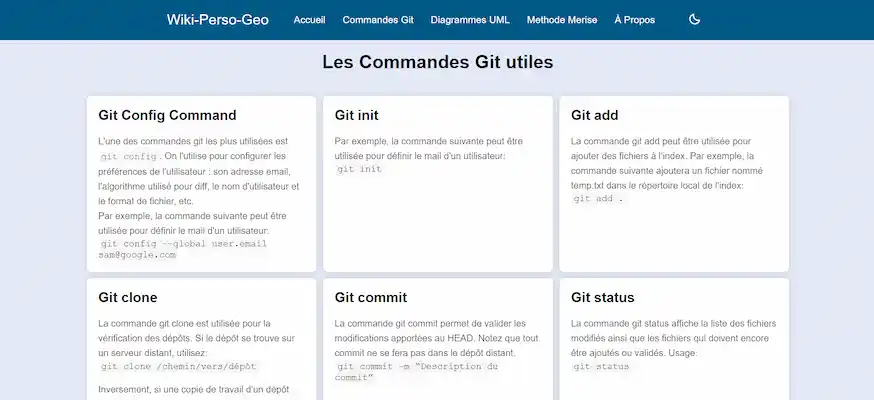 Wiki-Perso-Geo Accueil Commandes Git Diagrammes UML Methode Merise À Propos
Les Commandes Git utiles
Git Config Command
L'une des commandes git les plus utilisées est
git config . On l'utilise pour configurer les
préférences de l'utilisateur : son adresse email,
l'algorithme utilisé pour diff, le nom d'utilisateur et
le format de fichier, etc.
Par exemple, la commande suivante peut être
utilisée pour définir le mail d'un utilisateur:
git config --global user.email
sam@google.com
Git init
Par exemple, la commande suivante peut être
utilisée pour définir le mail d'un utilisateur:
git init
Git add
La commande git add peut être utilisée pour
ajouter des fichiers à l'index. Par exemple, la
commande suivante ajoutera un fichier nommé
temp.txt dans le répertoire local de l'index:
git add .
Git clone
La commande git clone est utilisée pour la
vérification des dépôts. Si le dépôt se trouve sur
un serveur distant, utilisez:
git clone /chemin/vers/dépôt
Inversement, si une copie de travail d'un dépôt
Git commit
La commande git commit permet de valider les
modifications apportées au HEAD. Notez que tout
commit ne se fera pas dans le dépôt distant.
git commit -m “Description du
commit”
Git status
La commande git status affiche la liste des fichiers
modifiés ainsi que les fichiers qui doivent encore
être ajoutés ou validés. Usage:
git status